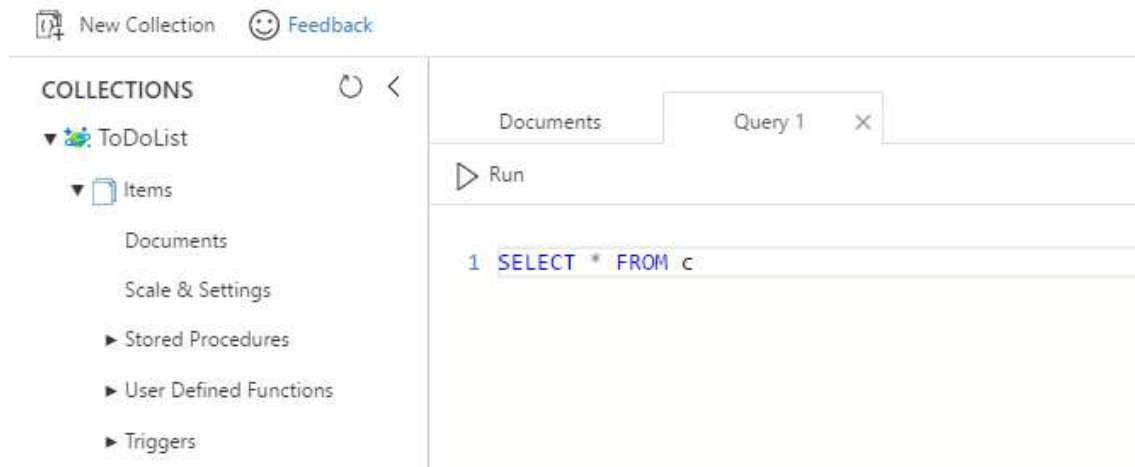 New Collection Feedback
COLLECTIONS
ToDoList
Items
Documents
Scale & Settings
Stored Procedures
User Defined Functions
Triggers
Documents Query 1
Run
1 SELECT * FROM c